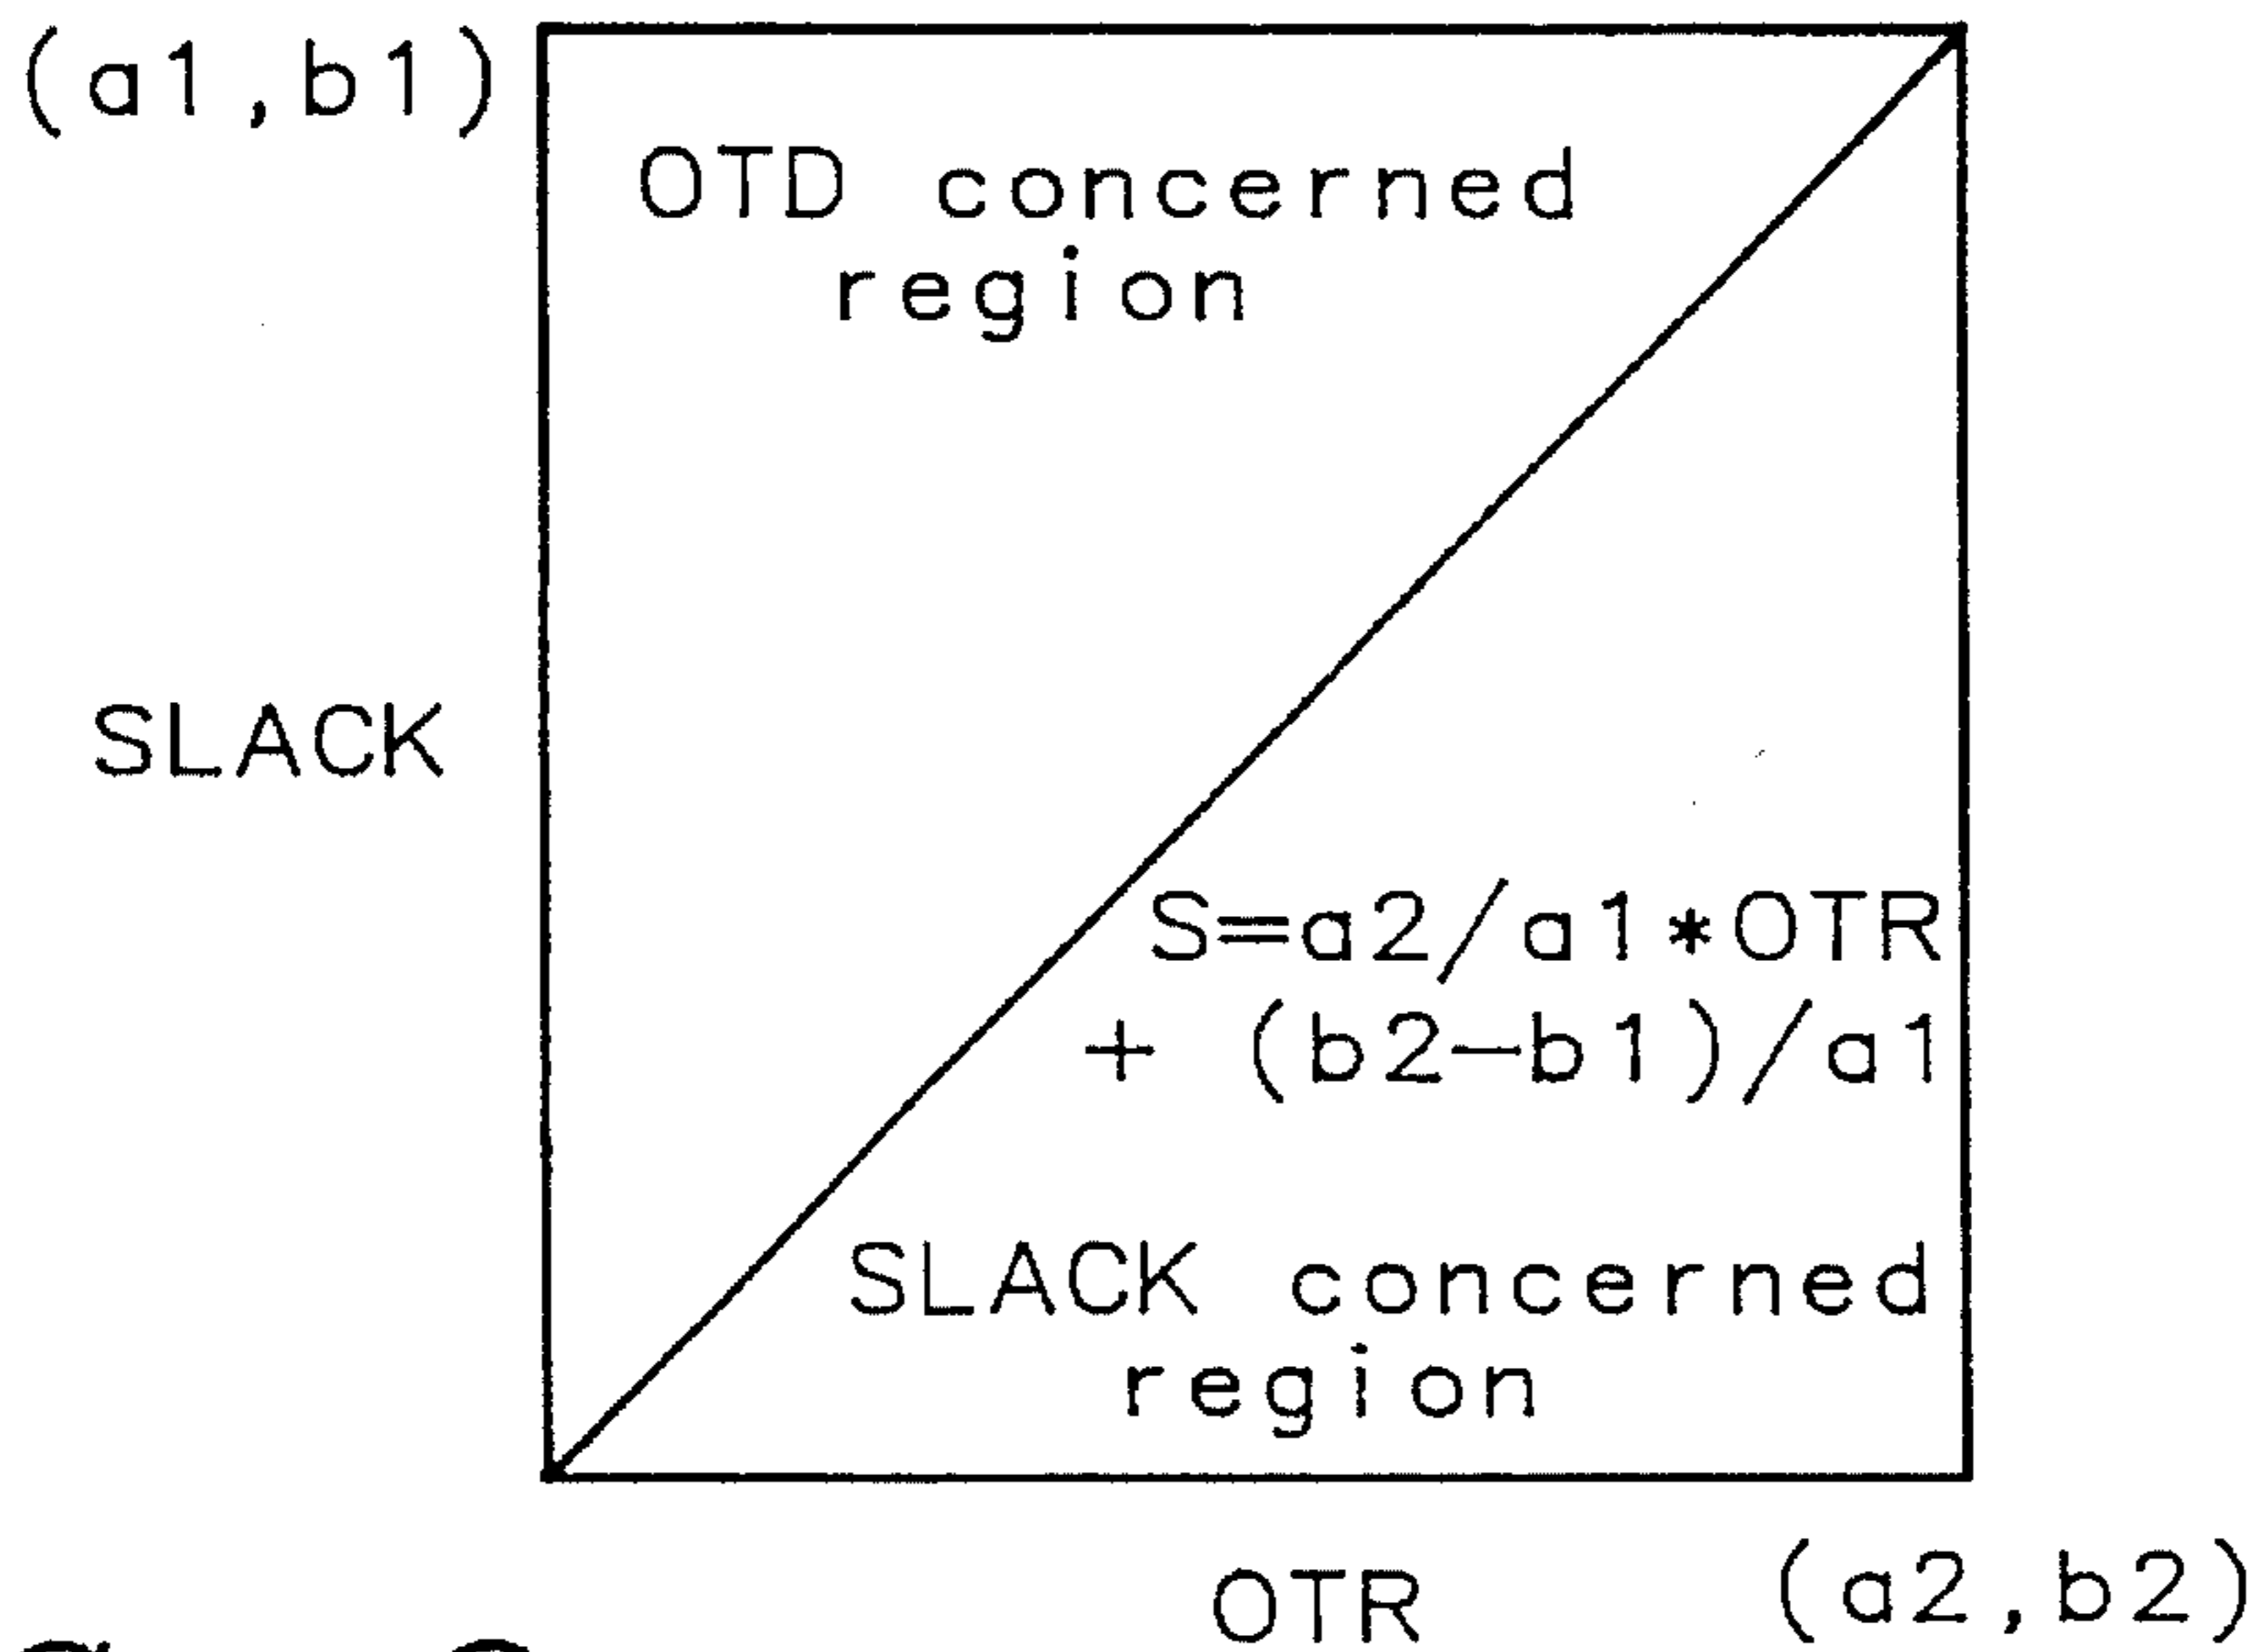 (a1,b1)
OTD concerned
region
SLACK
S=a2/a1*OTR
+ (b2-b1)/a1
SLACK concerned
region
OTR
(a2,b2)